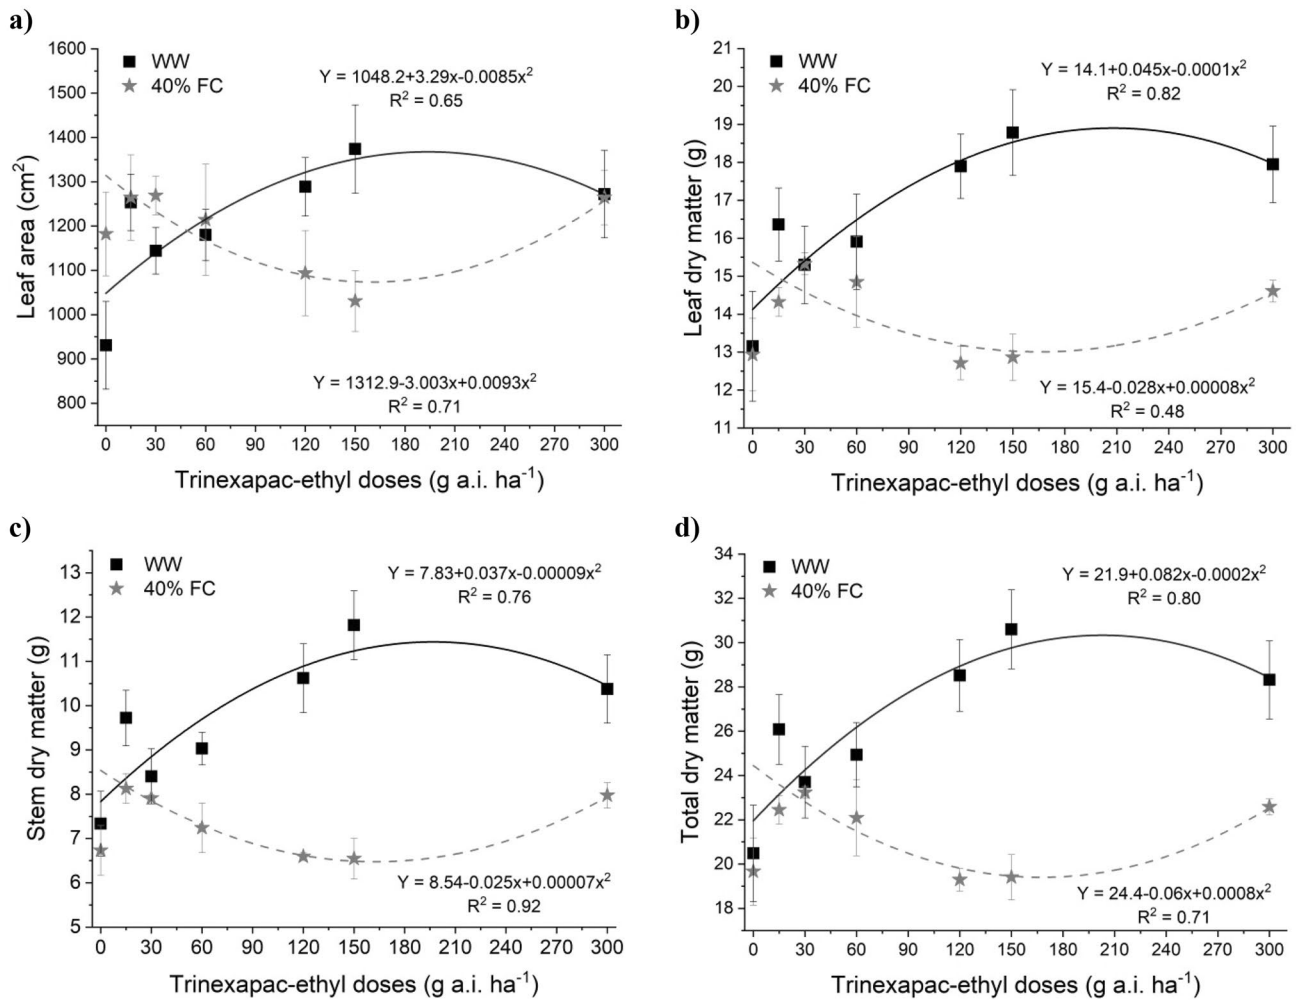 a)
1600
1500
1400
1300
1200
1100
1000
900
800
WW
40% FC
Y = 1048.2+3.29x-0.0085x²
R² = 0.65
Y = 1312.9-3.003x+0.0093x²
R² = 0.71
Leaf area (cm²)
0 30 60 90 120 150 180 210 240 270 300
Trinexapac-ethyl doses (g a.i. ha⁻¹)
b)
21
20
19
18
17
16
15
14
13
12
11
WW
40% FC
Y = 14.1+0.045x-0.0001x²
R² = 0.82
Y = 15.4-0.028x+0.00008x²
R² = 0.48
Leaf dry matter (g)
0 30 60 90 120 150 180 210 240 270 300
Trinexapac-ethyl doses (g a.i. ha⁻¹)
c)
13
12
11
10
9
8
7
6
5
WW
40% FC
Y = 7.83+0.037x-0.00009x²
R² = 0.76
Y = 8.54-0.025x+0.00007x²
R² = 0.92
Stem dry matter (g)
0 30 60 90 120 150 180 210 240 270 300
Trinexapac-ethyl doses (g a.i. ha⁻¹)
d)
34
32
30
28
26
24
22
20
18
WW
40% FC
Y = 21.9+0.082x-0.0002x²
R² = 0.80
Y = 24.4-0.06x+0.0008x²
R² = 0.71
Total dry matter (g)
0 30 60 90 120 150 180 210 240 270 300
Trinexapac-ethyl doses (g a.i. ha⁻¹)